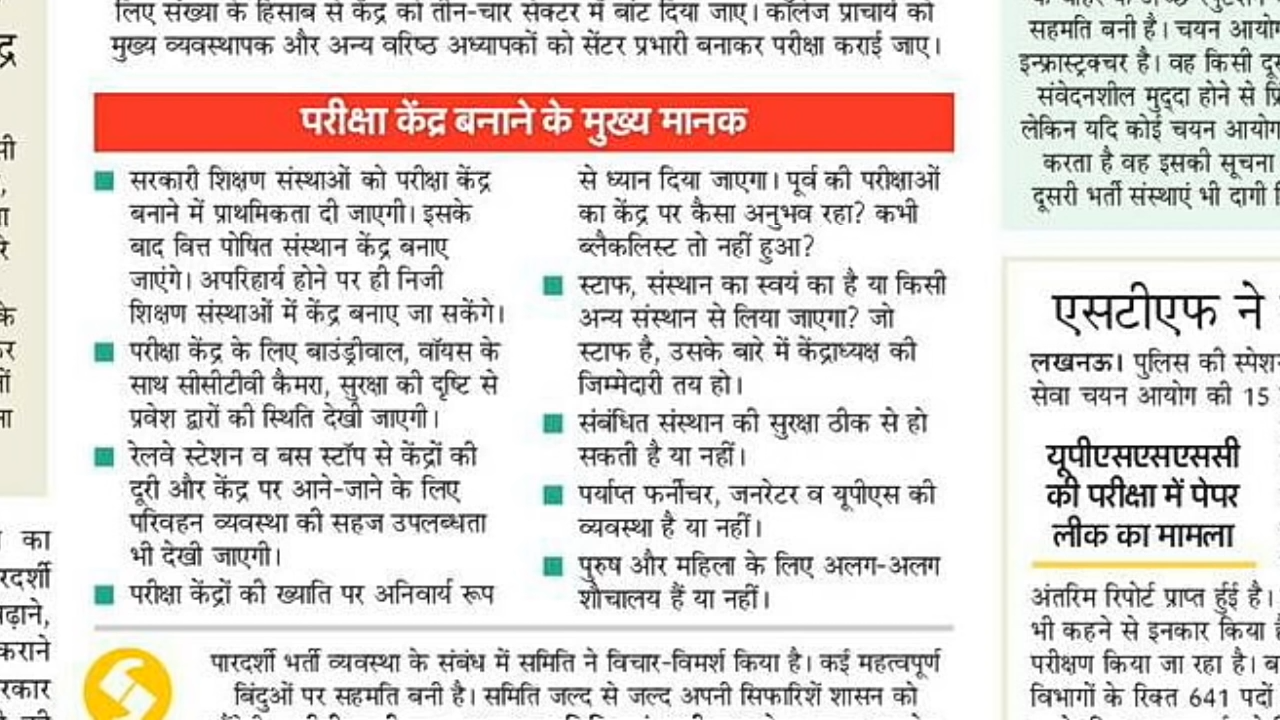 लिए संख्या के हिसाब से केंद्र को तीन-चार सेक्टर में बांट दिया जाए। कॉलेज प्राचार्य को
मुख्य व्यवस्थापक और अन्य वरिष्ठ अध्यापकों को सेंटर प्रभारी बनाकर परीक्षा कराई जाए।
परीक्षा केंद्र बनाने के मुख्य मानक
सरकारी शिक्षण संस्थाओं को परीक्षा केंद्र
बनाने में प्राथमिकता दी जाएगी। इसके
बाद वित्त पोषित संस्थान केंद्र बनाए
जाएंगे। अपरिहार्य होने पर ही निजी
शिक्षण संस्थाओं में केंद्र बनाए जा सकेंगे।
परीक्षा केंद्र के लिए बाउंड्रीवाल, वॉयस के
साथ सीसीटीवी कैमरा, सुरक्षा की दृष्टि से
प्रवेश द्वारों की स्थिति देखी जाएगी।
रेलवे स्टेशन व बस स्टॉप से केंद्रों की
दूरी और केंद्र पर आने-जाने के लिए
परिवहन व्यवस्था की सहज उपलब्धता
भी देखी जाएगी।
परीक्षा केंद्रों की ख्याति पर अनिवार्य रूप
से ध्यान दिया जाएगा। पूर्व की परीक्षाओं
का केंद्र पर कैसा अनुभव रहा? कभी
ब्लैकलिस्ट तो नहीं हुआ?
स्टाफ, संस्थान का स्वयं का है या किसी
अन्य संस्थान से लिया जाएगा? जो
स्टाफ है, उसके बारे में केंद्राध्यक्ष की
जिम्मेदारी तय हो।
संबंधित संस्थान की सुरक्षा ठीक से हो
सकती है या नहीं।
पर्याप्त फर्नीचर, जनरेटर व यूपीएस की
व्यवस्था है या नहीं।
पुरुष और महिला के लिए अलग-अलग
शौचालय हैं या नहीं।
पारदर्शी भर्ती व्यवस्था के संबंध में समिति ने विचार-विमर्श किया है। कई महत्वपूर्ण
बिंदुओं पर सहमति बनी है। समिति जल्द से जल्द अपनी सिफारिशें शासन को
सहमति बनी है। चयन आयोग
इन्फ्रास्ट्रक्चर है। वह किसी
संवेदनशील मुद्दा होने से
लेकिन यदि कोई चयन आयोग
करता है वह इसकी सूचना
दूसरी भर्ती संस्थाएं भी दागी
एसटीएफ ने
लखनऊ। पुलिस की
सेवा चयन आयोग की 15
यूपीएसएसएससी
की परीक्षा में पेपर
लीक का मामला
अंतरिम रिपोर्ट प्राप्त हुई है।
भी कहने से इनकार किया
परीक्षण किया जा रहा है।
विभागों के रिक्त 641 पदों